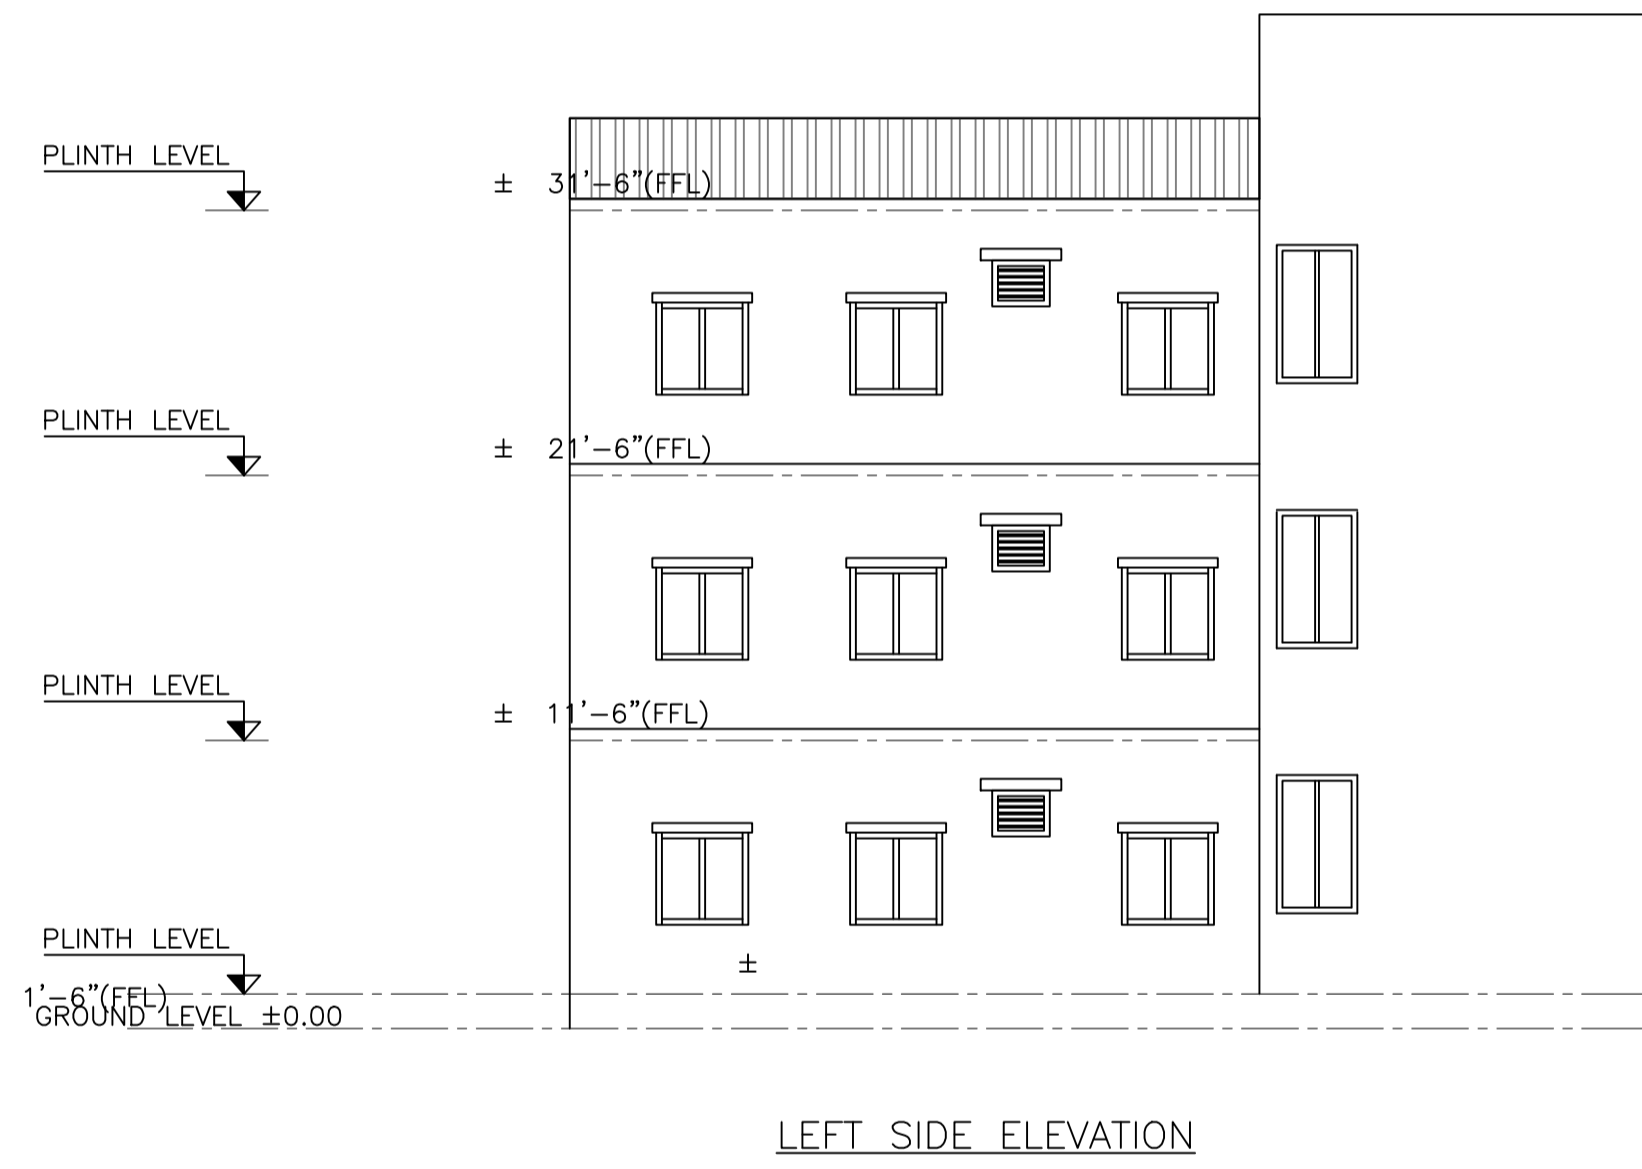 PLINTH LEVEL
± 31'-6"(FFL)
PLINTH LEVEL
± 21'-6"(FFL)
PLINTH LEVEL
± 11'-6"(FFL)
PLINTH LEVEL
±
1'-6"(FFL)
GROUND LEVEL ±0.00
LEFT SIDE ELEVATION